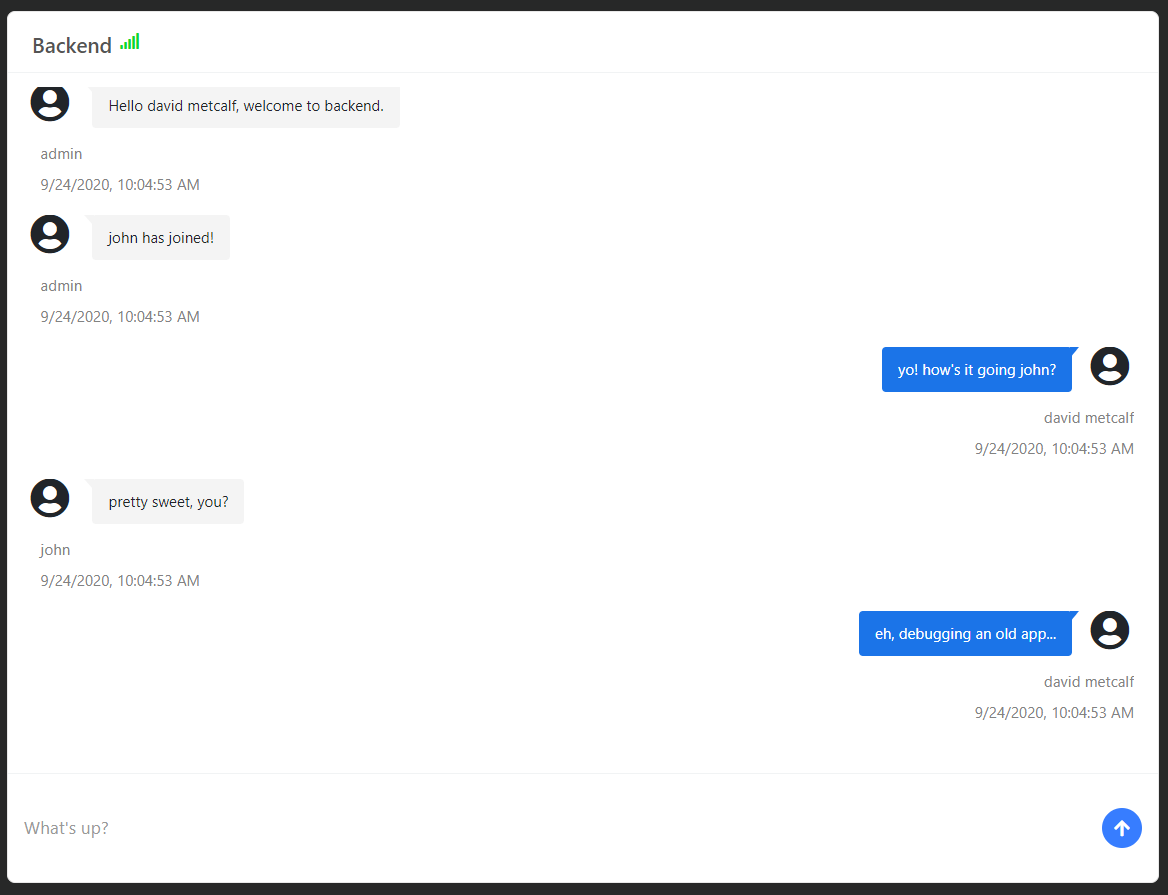 Backend
Hello david metcalf, welcome to backend.
admin
9/24/2020, 10:04:53 AM
john has joined!
admin
9/24/2020, 10:04:53 AM
yo! how's it going john?
david metcalf
9/24/2020, 10:04:53 AM
pretty sweet, you?
john
9/24/2020, 10:04:53 AM
eh, debugging an old app...
david metcalf
9/24/2020, 10:04:53 AM
What's up?